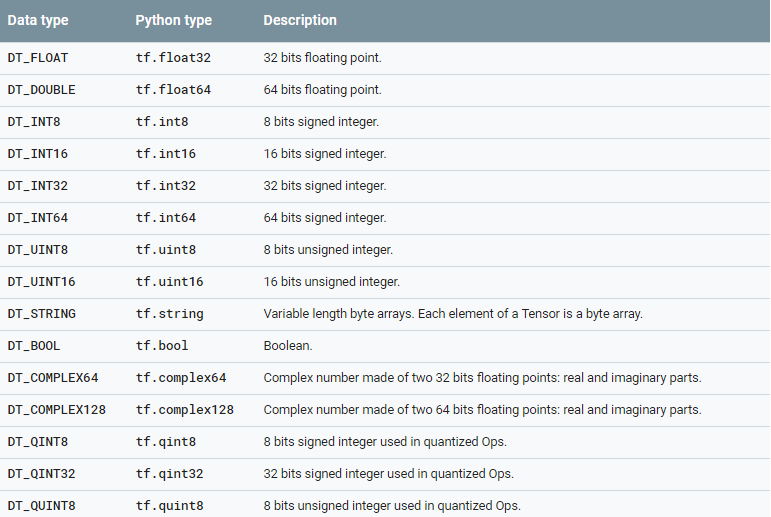 Data type Python type Description
DT_FLOAT tf.float32 32 bits floating point.
DT_DOUBLE tf.float64 64 bits floating point.
DT_INT8 tf.int8 8 bits signed integer.
DT_INT16 tf.int16 16 bits signed integer.
DT_INT32 tf.int32 32 bits signed integer.
DT_INT64 tf.int64 64 bits signed integer.
DT_UINT8 tf.uint8 8 bits unsigned integer.
DT_UINT16 tf.uint16 16 bits unsigned integer.
DT_STRING tf.string Variable length byte arrays. Each element of a Tensor is a byte array.
DT_BOOL tf.bool Boolean.
DT_COMPLEX64 tf.complex64 Complex number made of two 32 bits floating points: real and imaginary parts.
DT_COMPLEX128 tf.complex128 Complex number made of two 64 bits floating points: real and imaginary parts.
DT_QINT8 tf.qint8 8 bits signed integer used in quantized Ops.
DT_QINT32 tf.qint32 32 bits signed integer used in quantized Ops.
DT_QUINT8 tf.quint8 8 bits unsigned integer used in quantized Ops.